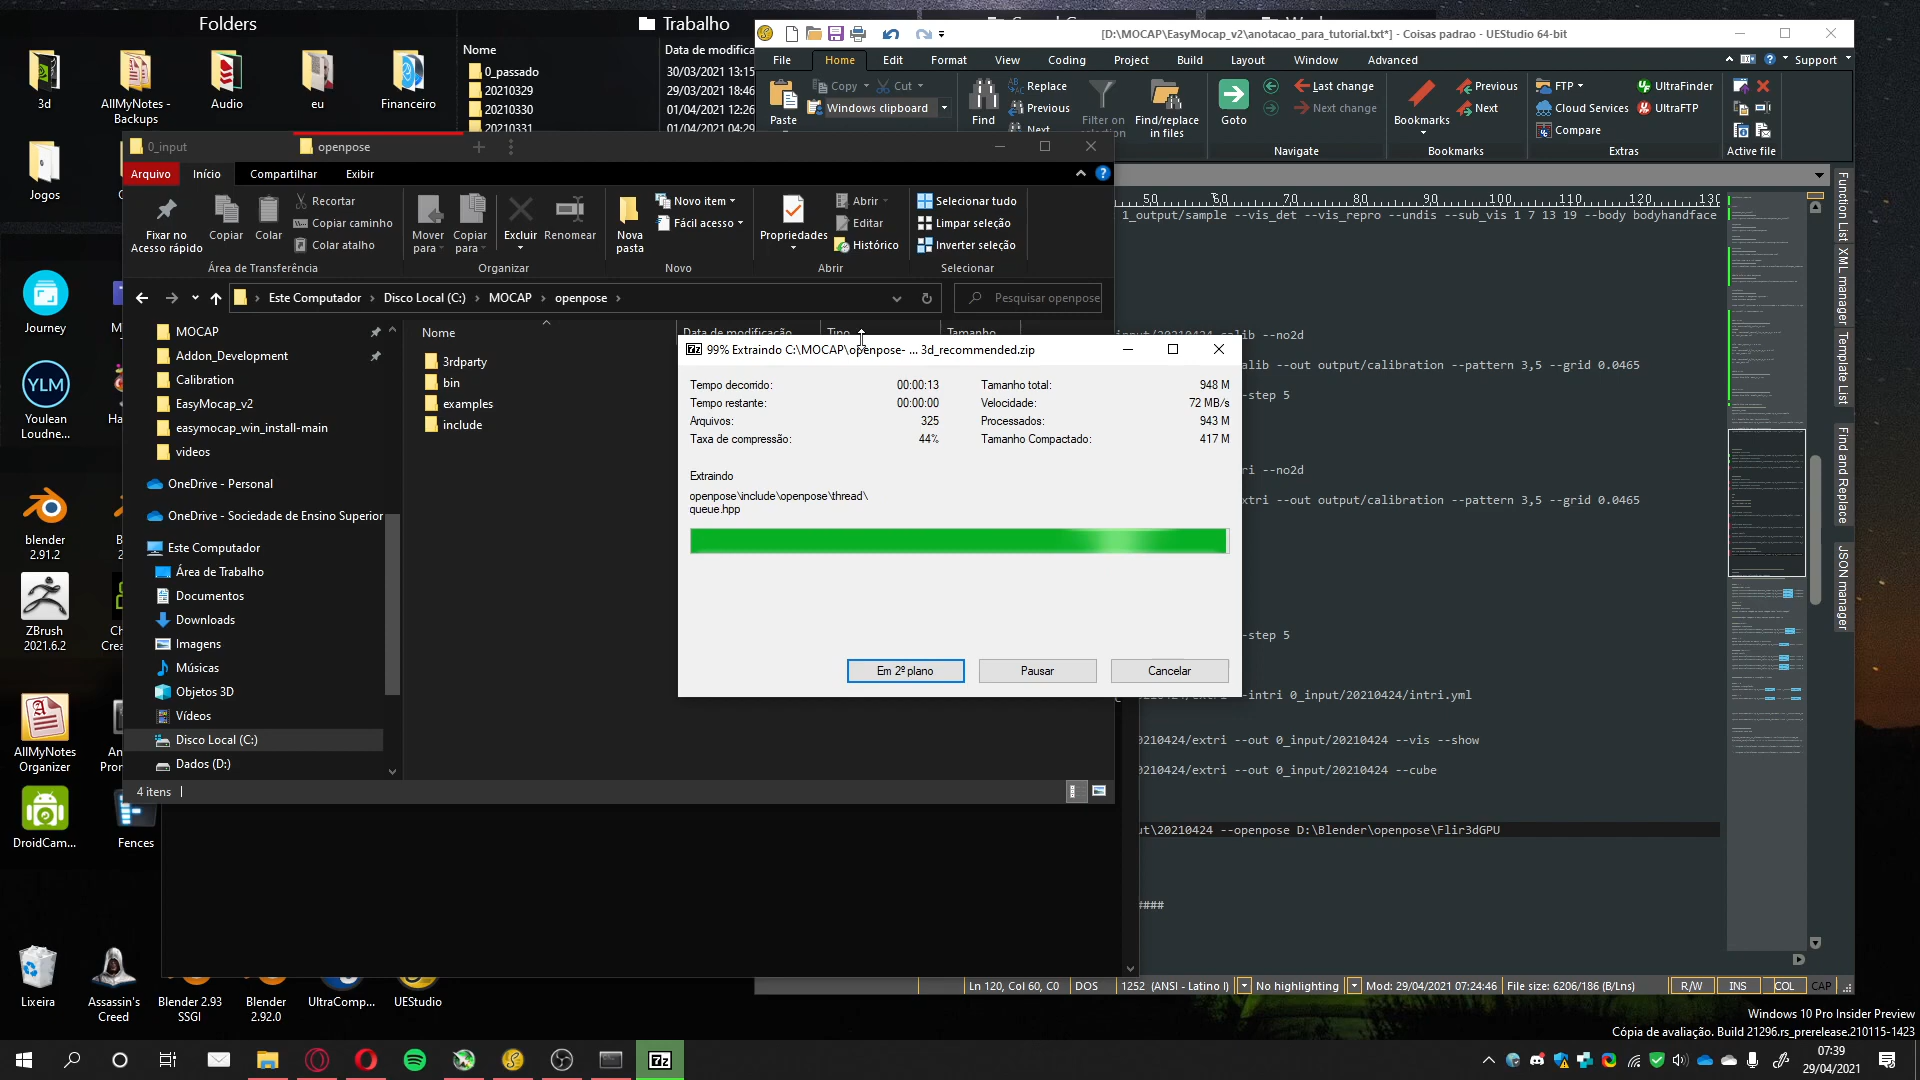 Folders
Trabalho
3d
AllMyNotes -
Backups
Audio
eu
Financeiro
Jogos
Journey
YLM
Youlean
Loudne...
blender
2.91.2
ZBrush
2021.6.2
AllMyNotes
Organizer
DroidCam...
Fences
Lixeira
Assassin's
Creed
Blender 2.93
SSGI
Blender
2.92.0
UltraComp...
UEStudio
Nome
Data de modifica
0_passado
30/03/2021 13:15
20210329
29/03/2021 18:46
20210330
01/04/2021 12:26
20210331
01/04/2021 04:29
[D:\MOCAP\EasyMocap_v2\anotacao_para_tutorial.txt*] - Coisas padrao - UEStudio 64-bit
File
Home
Edit
Format
View
Coding
Project
Build
Layout
Window
Advanced
Support
Paste
Copy
Cut
Windows clipboard
Find
Replace
Previous
Next
Filter on
selection
Find/replace
in files
Goto
Last change
Next change
Navigate
Bookmarks
Previous
Next
Bookmarks
FTP
Cloud Services
Compare
UltraFinder
UltraFTP
Extras
Active file
50 60 70 80 90 100 110 120 130
1_output/sample --vis_det --vis_repro --undis --sub_vis 1 7 13 19 --body bodyhandface
calib --no2d
alib --out output/calibration --pattern 3,5 --grid 0.0465
-step 5
ri --no2d
xtri --out output/calibration --pattern 3,5 --grid 0.0465
-step 5
-intri 0_input/20210424/intri.yml
0210424/extri --out 0_input/20210424 --vis --show
0210424/extri --out 0_input/20210424 --cube
ut\20210424 --openpose D:\Blender\openpose\Flir3dGPU
####
Function List
XML manager
Template List
Find and Replace
JSON manager
Ln 120, Col 60, C0
DOS
1252 (ANSI - Latino I)
No highlighting
Mod: 29/04/2021 07:24:46
File size: 6206/186 (B/Lns)
R/W
INS
COL
CAP
0_input
openpose
Arquivo
Início
Compartilhar
Exibir
Fixar no
Acesso rápido
Copiar
Colar
Recortar
Copiar caminho
Colar atalho
Área de Transferência
Mover
para
Copiar
para
Excluir
Renomear
Organizar
Nova
pasta
Novo item
Fácil acesso
Novo
Propriedades
Abrir
Editar
Histórico
Abrir
Selecionar tudo
Limpar seleção
Inverter seleção
Selecionar
Este Computador
Disco Local (C:)
MOCAP
openpose
Pesquisar openpose
MOCAP
Addon_Development
Calibration
EasyMocap_v2
easymocap_win_install-main
videos
OneDrive - Personal
OneDrive - Sociedade de Ensino Superior
Este Computador
Área de Trabalho
Documentos
Downloads
Imagens
Músicas
Objetos 3D
Vídeos
Disco Local (C:)
Dados (D:)
Nome
Data de modificação
Tipo
Tamanho
3rdparty
bin
examples
include
4 itens
7z 99% Extraindo C:\MOCAP\openpose- ... 3d_recommended.zip
Tempo decorrido: 00:00:13
Tamanho total: 948 M
Tempo restante: 00:00:00
Velocidade: 72 MB/s
Arquivos: 325
Processados: 943 M
Taxa de compressão: 44%
Tamanho Compactado: 417 M
Extraindo
openpose\include\openpose\thread\
queue.hpp
Em 2º plano
Pausar
Cancelar
Windows 10 Pro Insider Preview
Cópia de avaliação. Build 21296.rs_prerelease.210115-1423
7z
07:39
29/04/2021